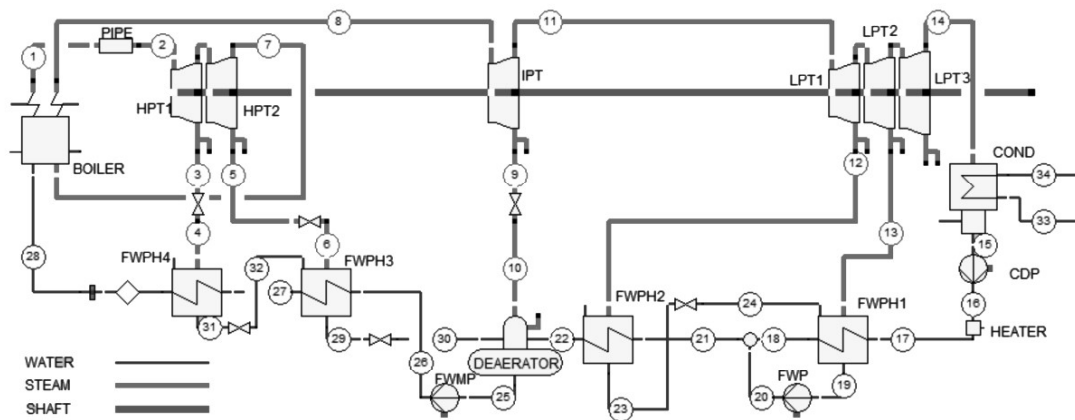 8
11
14
1
PIPE
2
7
LPT2
IPT
LPT1
LPT3
HPT1
HPT2
BOILER
3
5
9
12
COND
34
33
4
6
10
13
15
28
FWPH4
32
FWPH3
CDP
27
FWPH2
24
FWPH1
16
31
29
30
22
21
18
17
HEATER
WATER
26
DEAERATOR
STEAM
FWMP
25
FWP
19
20
23
SHAFT